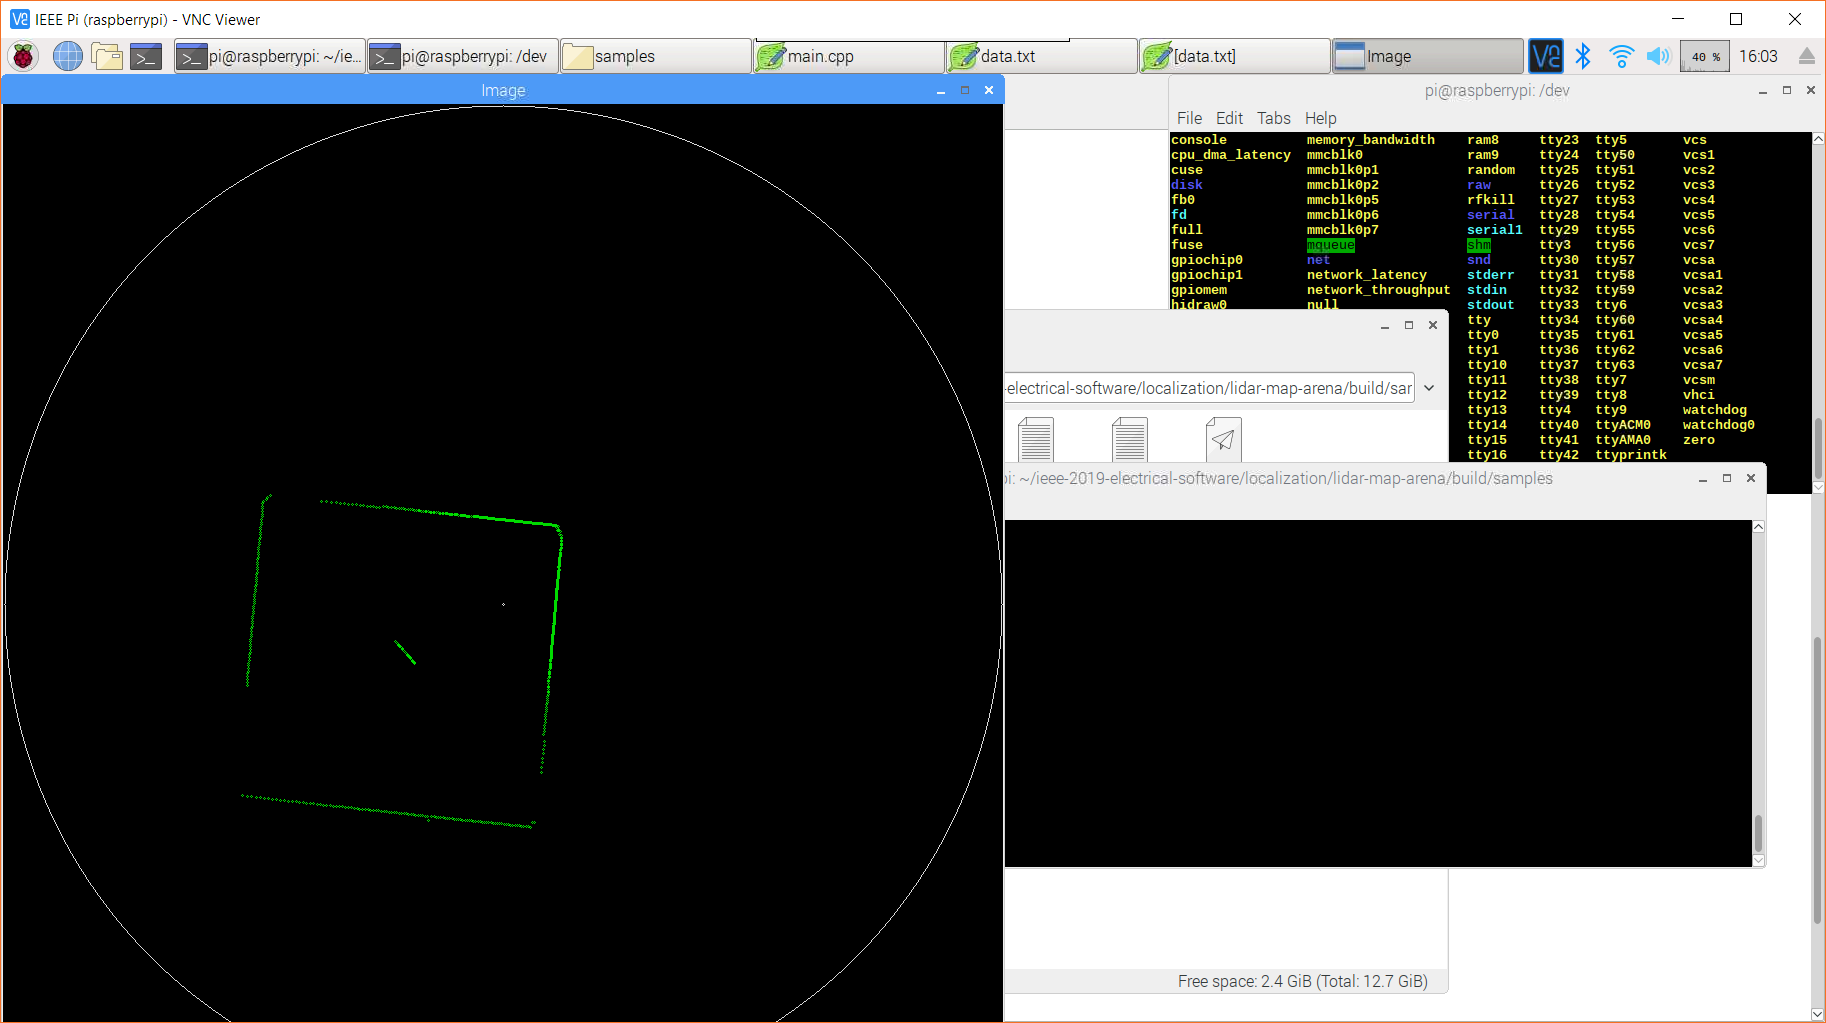 IEEE Pi (raspberrypi) - VNC Viewer
pi@raspberrypi: ~/ie... pi@raspberrypi: /dev samples main.cpp data.txt [data.txt] Image 40 % 16:03
Image
pi@raspberrypi: /dev
File Edit Tabs Help
console memory_bandwidth ram8 tty23 tty5 vcs
cpu_dma_latency mmcblk0 ram9 tty24 tty50 vcs1
cuse mmcblk0p1 random tty25 tty51 vcs2
disk mmcblk0p2 raw tty26 tty52 vcs3
fb0 mmcblk0p5 rfkill tty27 tty53 vcs4
fd mmcblk0p6 serial tty28 tty54 vcs5
full mmcblk0p7 serial1 tty29 tty55 vcs6
fuse mqueue shm tty3 tty56 vcs7
gpiochip0 net snd tty30 tty57 vcsa
gpiochip1 network_latency stderr tty31 tty58 vcsa1
gpiomem network_throughput stdin tty32 tty59 vcsa2
hidraw0 null stdout tty33 tty6 vcsa3
tty tty34 tty60 vcsa4
tty0 tty35 tty61 vcsa5
tty1 tty36 tty62 vcsa6
tty10 tty37 tty63 vcsa7
tty11 tty38 tty7 vcsm
tty12 tty39 tty8 vhci
tty13 tty4 tty9 watchdog
tty14 tty40 ttyACM0 watchdog0
tty15 tty41 ttyAMA0 zero
tty16 tty42 ttyprintk
-electrical-software/localization/lidar-map-arena/build/sar
pi: ~/ieee-2019-electrical-software/localization/lidar-map-arena/build/samples
Free space: 2.4 GiB (Total: 12.7 GiB)